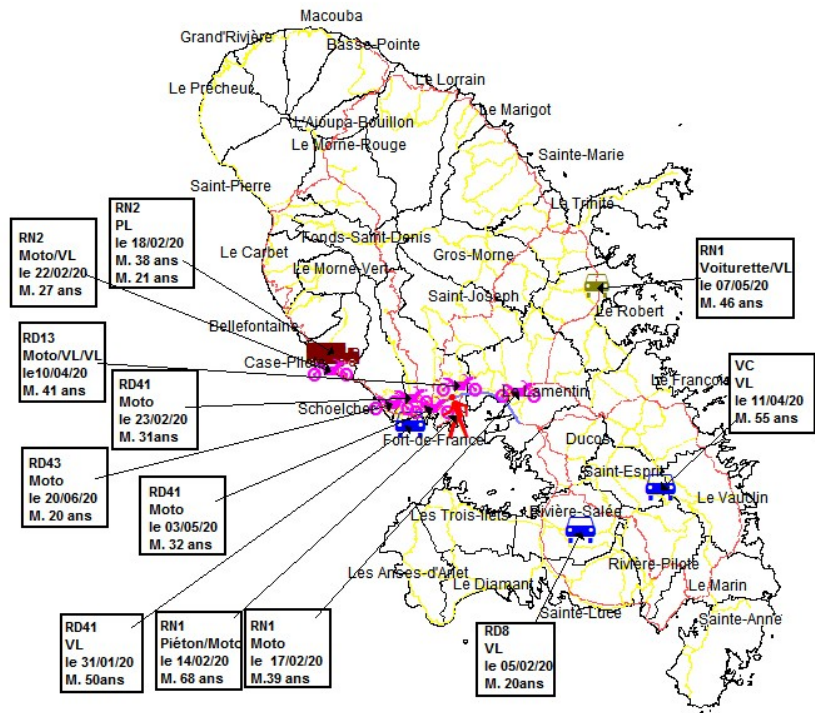 Macouba
Grand'Rivière
Basse-Pointe
Le Prêcheur
Le Lorrain
Le Marigot
L'Ajoupa-Bouillon
Le Morne-Rouge
Sainte-Marie
Saint-Pierre
La Trinité
Le Carbet
Fonds-Saint-Denis
Gros-Morne
Le Morne-Vert
Saint-Joseph
Le Robert
Bellefontaine
Case-Pilote
Le Lamentin
Le François
Schoelcher
Fort-de-France
Ducos
Saint-Esprit
Le Vauclin
Les Trois-Ilets
Rivière-Salée
Les Anses-d'Arlet
Rivière-Pilote
Le Diamant
Le Marin
Sainte-Luce
Sainte-Anne
RN2
Moto/VL
le 22/02/20
M. 27 ans
RN2
PL
le 18/02/20
M. 38 ans
M. 21 ans
RN1
Voiturette/VL
le 07/05/20
M. 46 ans
RD13
Moto/VL/VL
le10/04/20
M. 41 ans
RD41
Moto
le 23/02/20
M. 31ans
VC
VL
le 11/04/20
M. 55 ans
RD43
Moto
le 20/06/20
M. 20 ans
RD41
Moto
le 03/05/20
M. 32 ans
RD41
VL
le 31/01/20
M. 50ans
RN1
Piéton/Moto
le 14/02/20
M. 68 ans
RN1
Moto
le 17/02/20
M.39 ans
RD8
VL
le 05/02/20
M. 20ans